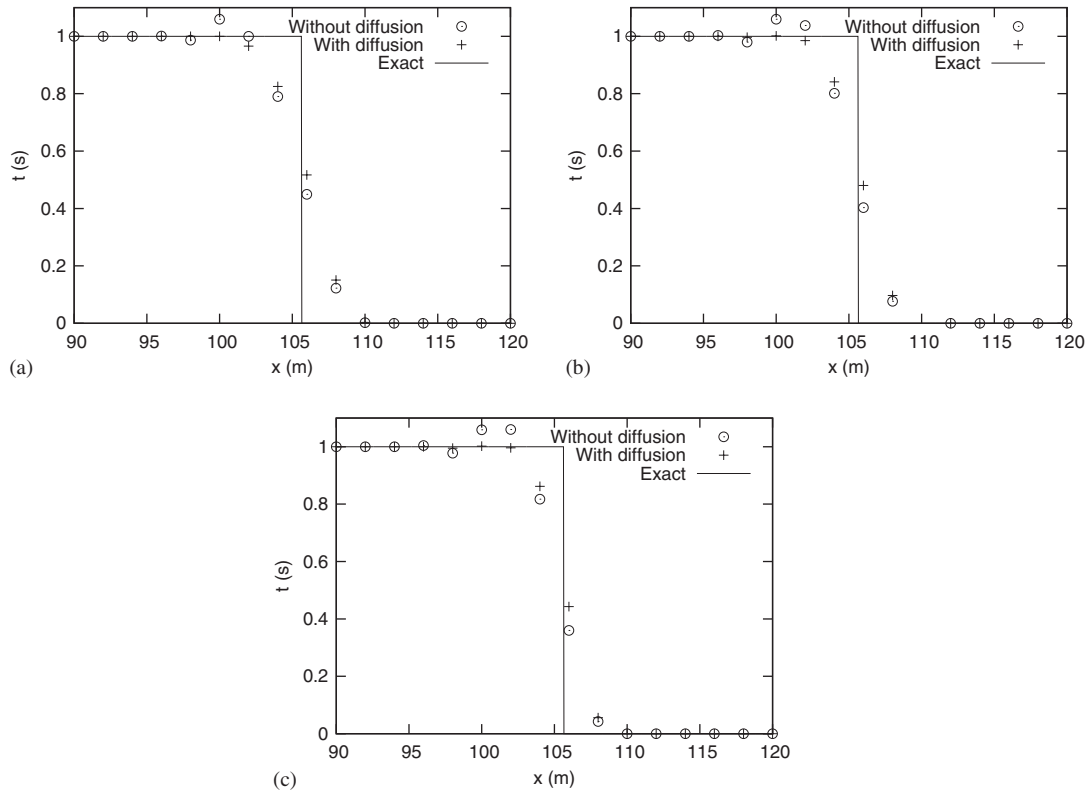 Without diffusion
With diffusion
Exact
1
0.8
0.6
0.4
0.2
0
t (s)
90 95 100 105 110 115 120
x (m)
(a)
Without diffusion
With diffusion
Exact
1
0.8
0.6
0.4
0.2
0
t (s)
90 95 100 105 110 115 120
x (m)
(b)
Without diffusion
With diffusion
Exact
1
0.8
0.6
0.4
0.2
0
t (s)
90 95 100 105 110 115 120
x (m)
(c)